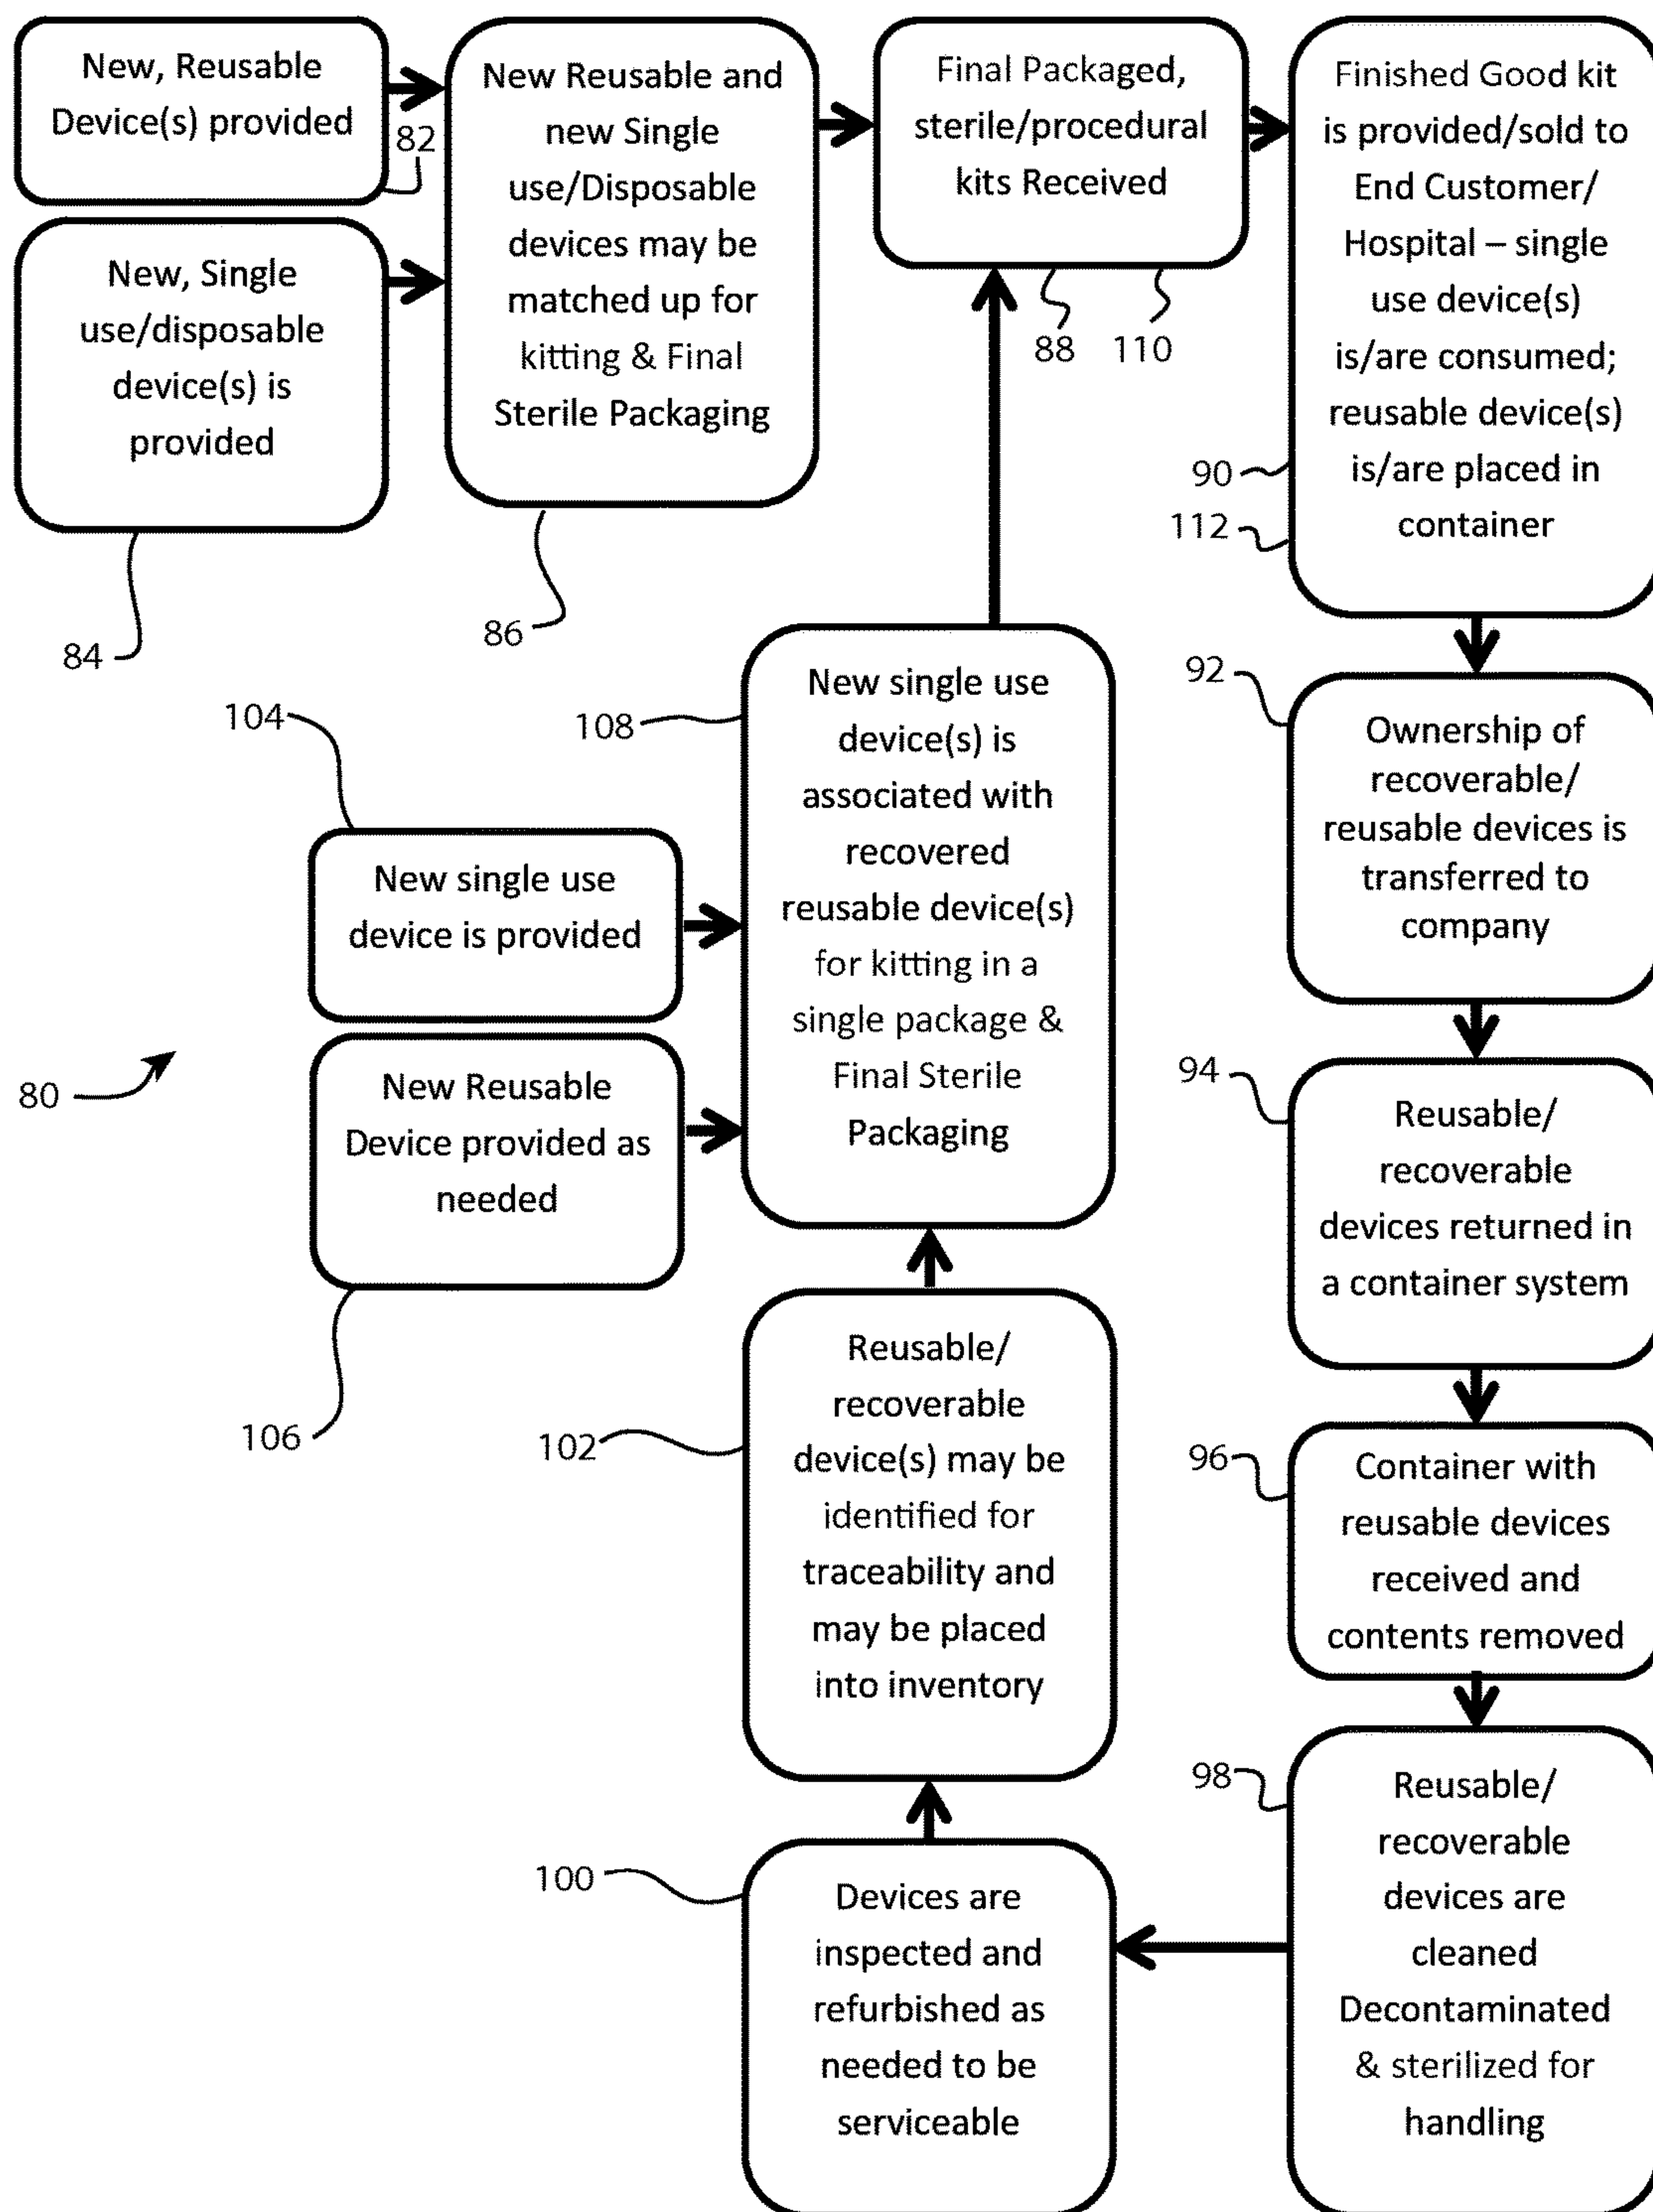 New, Reusable
Device(s) provided
82
New, Single
use/disposable
device(s) is
provided
84
New Reusable and
new Single
use/Disposable
devices may be
matched up for
kitting & Final
Sterile Packaging
86
Final Packaged,
sterile/procedural
kits Received
88
110
Finished Good kit
is provided/sold to
End Customer/
Hospital – single
use device(s)
is/are consumed;
reusable device(s)
is/are placed in
container
90
112
92
Ownership of
recoverable/
reusable devices is
transferred to
company
94
Reusable/
recoverable
devices returned in
a container system
96
Container with
reusable devices
received and
contents removed
98
Reusable/
recoverable
devices are
cleaned
Decontaminated
& sterilized for
handling
100
Devices are
inspected and
refurbished as
needed to be
serviceable
102
Reusable/
recoverable
device(s) may be
identified for
traceability and
may be placed
into inventory
104
New single use
device is provided
New Reusable
Device provided as
needed
106
108
New single use
device(s) is
associated with
recovered
reusable device(s)
for kitting in a
single package &
Final Sterile
Packaging
80